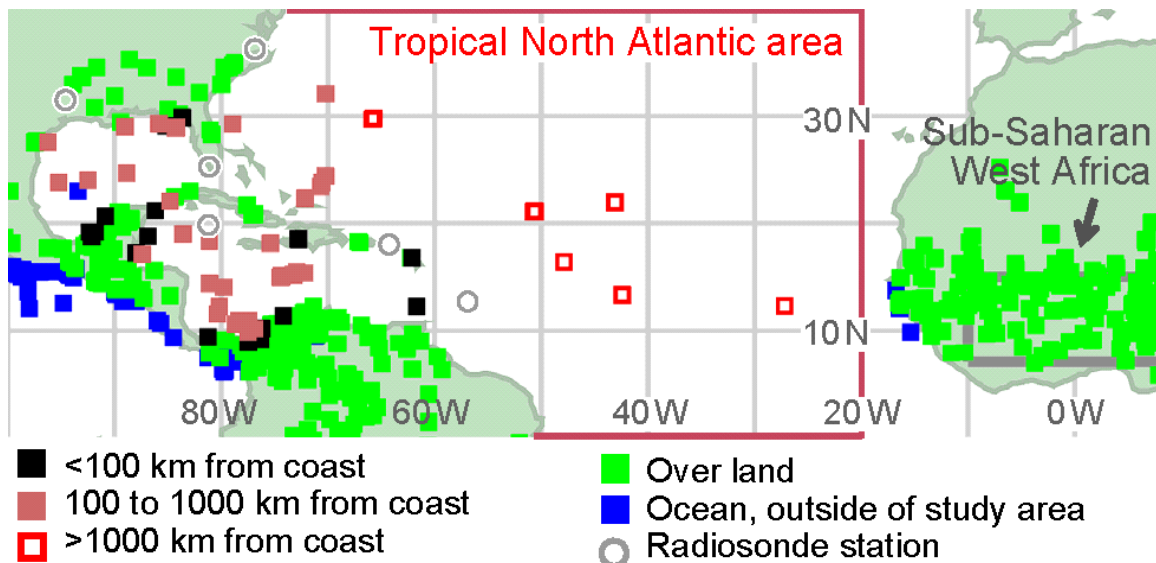 Tropical North Atlantic area
30N
Sub-Saharan
West Africa
10N
80W
60W
40W
20W
0W
<100 km from coast
100 to 1000 km from coast
>1000 km from coast
Over land
Ocean, outside of study area
Radiosonde station